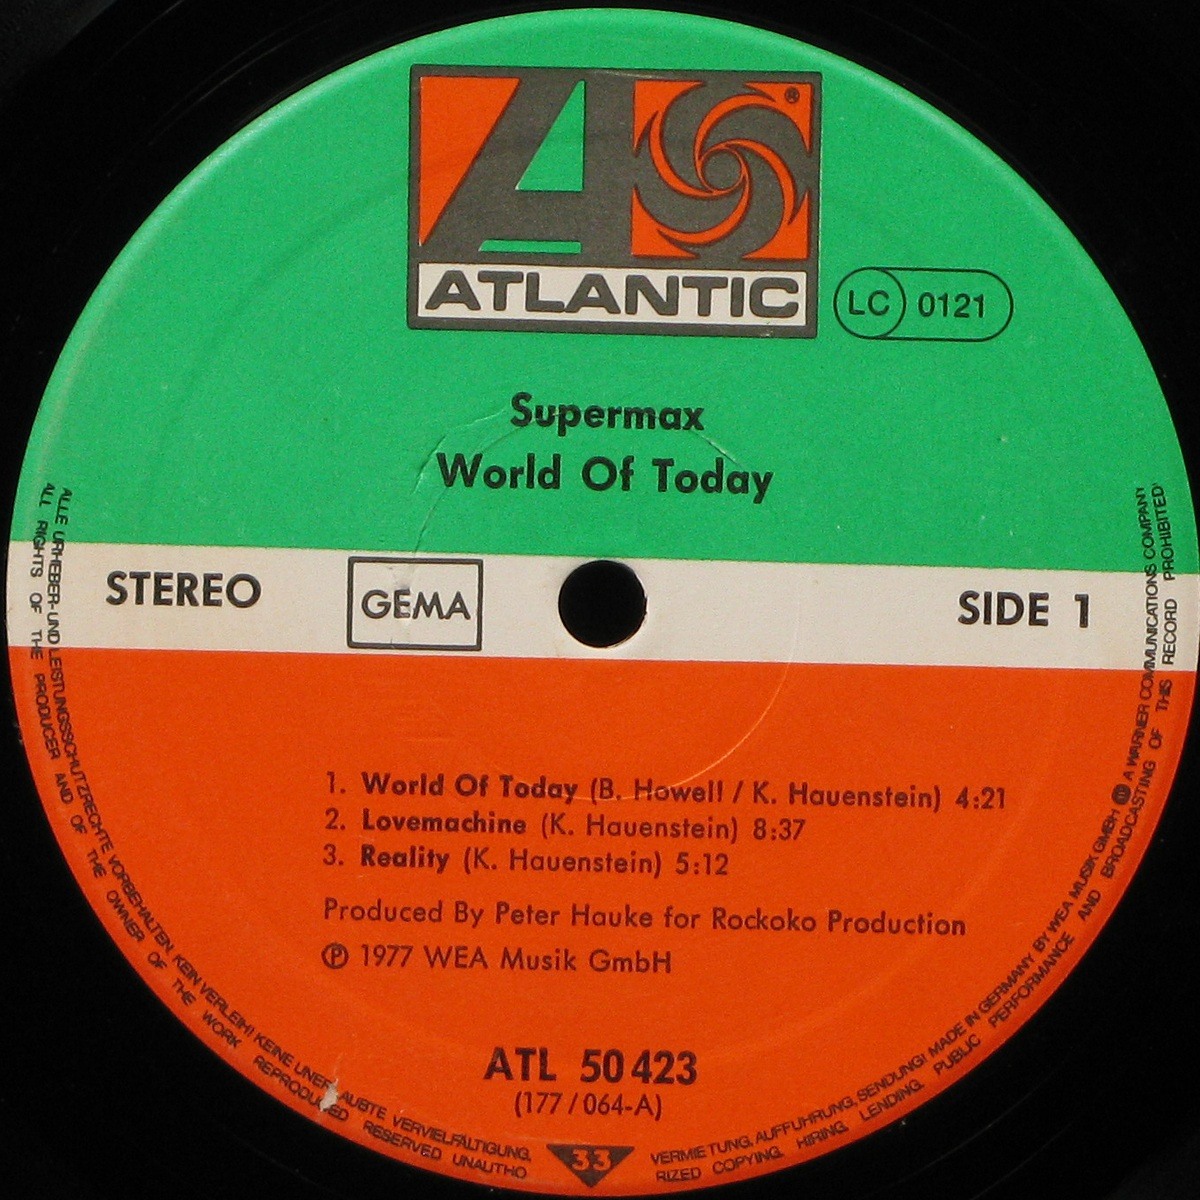 ATLANTIC
®
LC 0121
Supermax
World Of Today
STEREO
GEMA
SIDE 1
1. World Of Today (B. Howell / K. Hauenstein) 4:21
2. Lovemachine (K. Hauenstein) 8:37
3. Reality (K. Hauenstein) 5:12
Produced By Peter Hauke for Rockoko Production
℗ 1977 WEA Musik GmbH
ATL 50 423
(177 / 064-A)
33
ALLE URHEBER- UND LEISTUNGSSCHUTZRECHTE VORBEHALTEN. KEIN VERLEIH! KEINE UNERLAUBTE VERVIELFÄLTIGUNG, VERMIETUNG, AUFFÜHRUNG, SENDUNG! MADE IN GERMANY BY WEA MUSIK GMBH A WARNER COMMUNICATIONS COMPANY
ALL RIGHTS OF THE PRODUCER AND OF THE OWNER OF THE WORK REPRODUCED RESERVED UNAUTHORIZED COPYING, HIRING, LENDING, PUBLIC PERFORMANCE AND BROADCASTING OF THIS RECORD PROHIBITED!